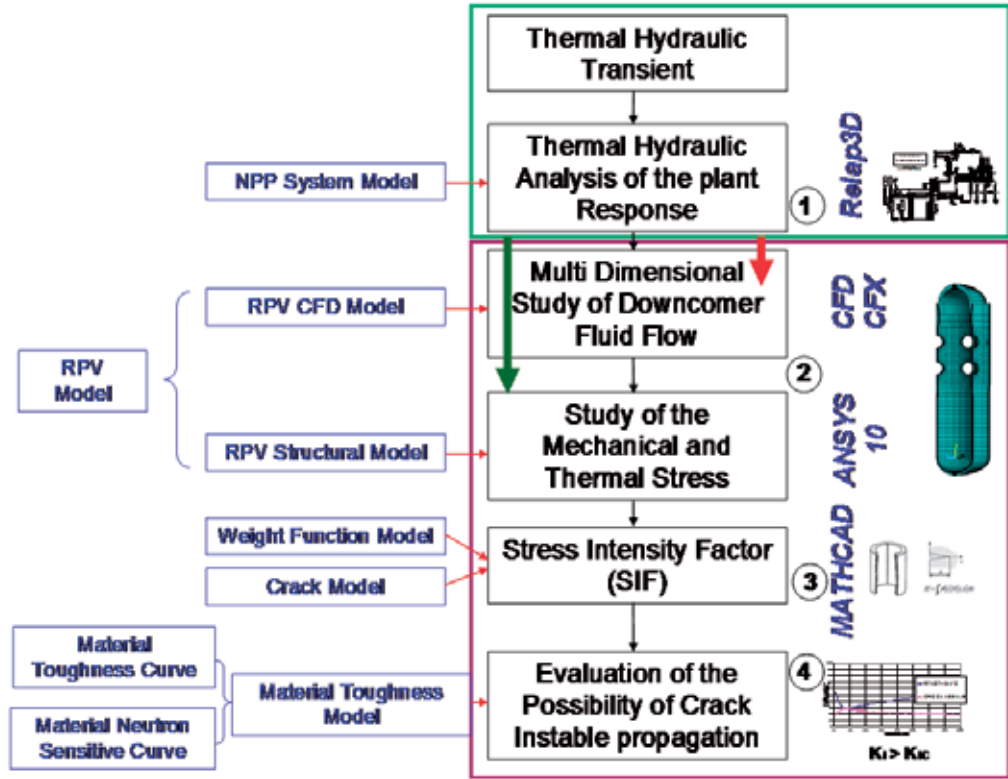 Thermal Hydraulic
Transient
Thermal Hydraulic
Analysis of the plant
Response
NPP System Model
1
Relap3D
Multi Dimensional
Study of Downcomer
Fluid Flow
RPV CFD Model
CFD
CFX
RPV
Model
2
Study of the
Mechanical and
Thermal Stress
RPV Structural Model
ANSYS
10
Weight Function Model
Crack Model
Stress Intensity Factor
(SIF)
3
MATHCAD
Material
Toughness Curve
Material Neutron
Sensitive Curve
Material Toughness
Model
Evaluation of the
Possibility of Crack
Instable propagation
4
KI > KIC